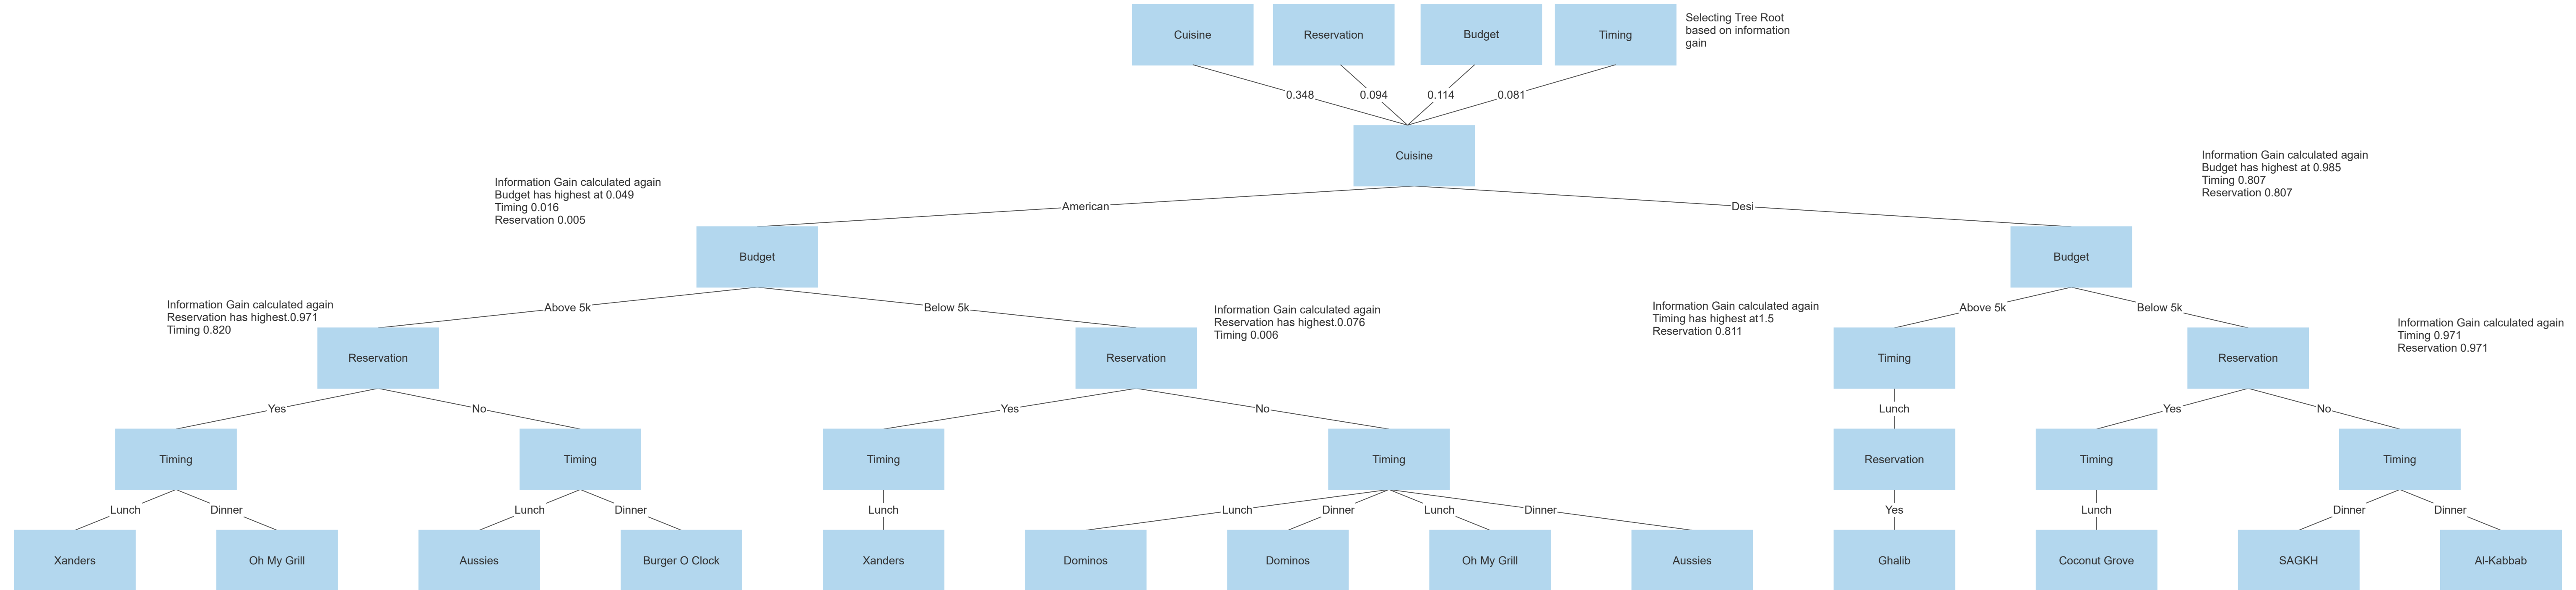 Cuisine
Reservation
Budget
Timing
Selecting Tree Root
based on information
gain
0.348
0.094
0.114
0.081
Cuisine
Information Gain calculated again
Budget has highest at 0.049
Timing 0.016
Reservation 0.005
American
Desi
Information Gain calculated again
Budget has highest at 0.985
Timing 0.807
Reservation 0.807
Budget
Budget
Information Gain calculated again
Reservation has highest.0.971
Timing 0.820
Above 5k
Below 5k
Information Gain calculated again
Reservation has highest.0.076
Timing 0.006
Information Gain calculated again
Timing has highest at1.5
Reservation 0.811
Above 5k
Below 5k
Information Gain calculated again
Timing 0.971
Reservation 0.971
Reservation
Reservation
Timing
Reservation
Yes
No
Yes
No
Lunch
Yes
No
Timing
Timing
Timing
Timing
Reservation
Timing
Timing
Lunch
Dinner
Lunch
Dinner
Lunch
Lunch
Dinner
Lunch
Dinner
Yes
Lunch
Dinner
Dinner
Xanders
Oh My Grill
Aussies
Burger O Clock
Xanders
Dominos
Dominos
Oh My Grill
Aussies
Ghalib
Coconut Grove
SAGKH
Al-Kabbab